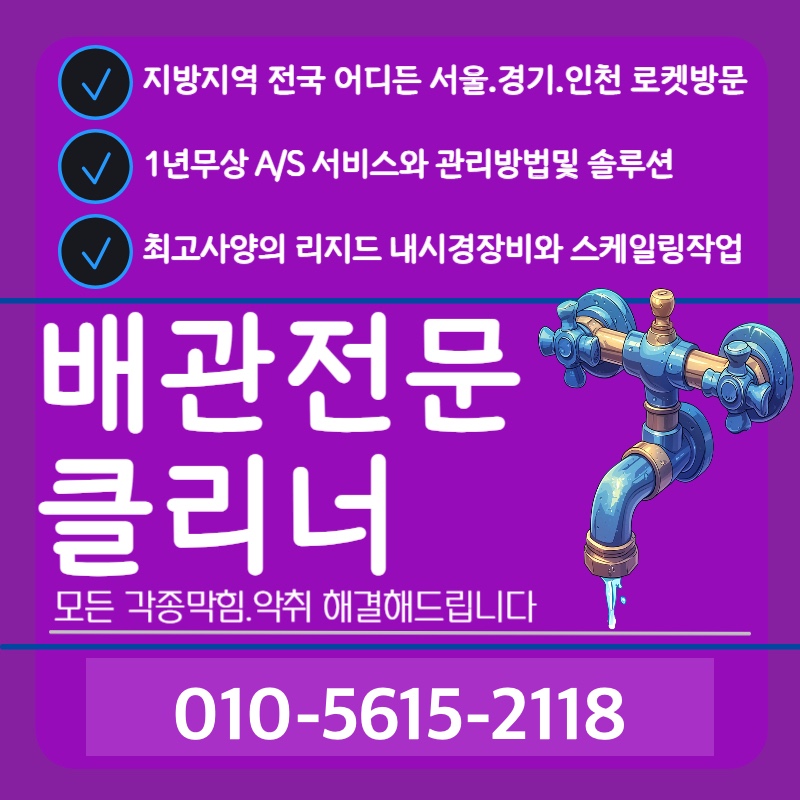 지방지역 전국 어디든 서울.경기.인천 로켓방문
1년무상 A/S 서비스와 관리방법및 솔루션
최고사양의 리지드 내시경장비와 스케일링작업
배관전문
클리너
모든 각종막힘.악취 해결해드립니다
010-5615-2118